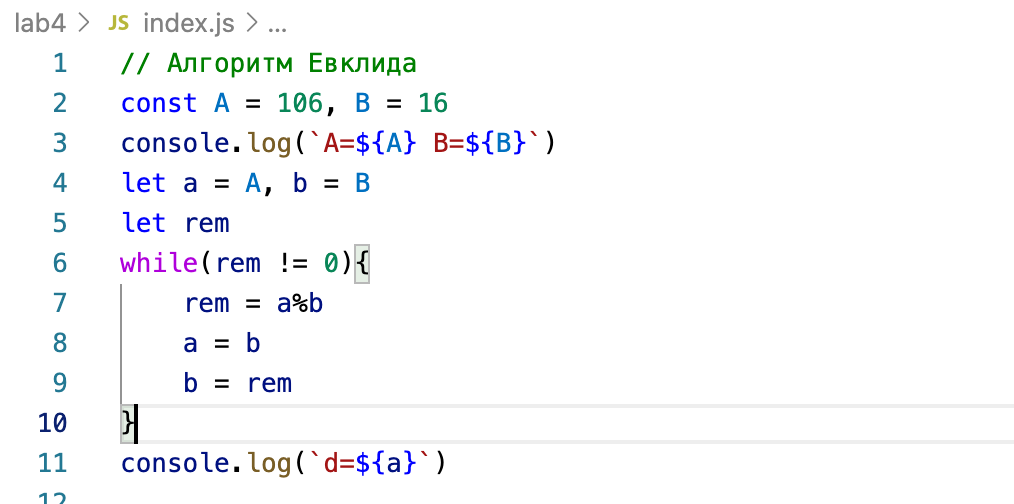 lab4 > JS index.js > ...
1 // Алгоритм Евклида
2 const A = 106, B = 16
3 console.log(`A=${A} B=${B}`)
4 let a = A, b = B
5 let rem
6 while(rem != 0){
7 rem = a%b
8 a = b
9 b = rem
10 }
11 console.log(`d=${a}`)
12